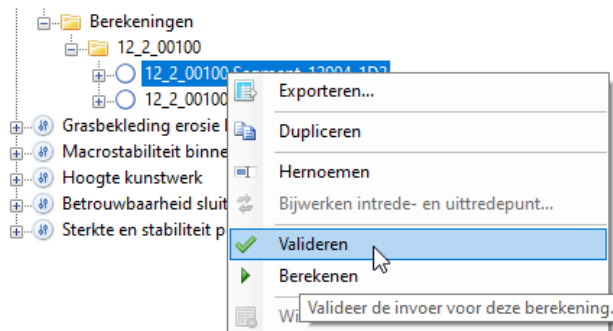 Berekeningen
12_2_00100
12_2_00100 Segment_12004_1D2
12_2_00100
Grasbekleding erosie
Macrostabiliteit binne
Hoogte kunstwerk
Betrouwbaarheid sluit
Sterkte en stabiliteit p
Exporteren...
Dupliceren
Hernoemen
Bijwerken intrede- en uittredepunt...
Valideren
Berekenen
Wi
Valideer de invoer voor deze berekening.